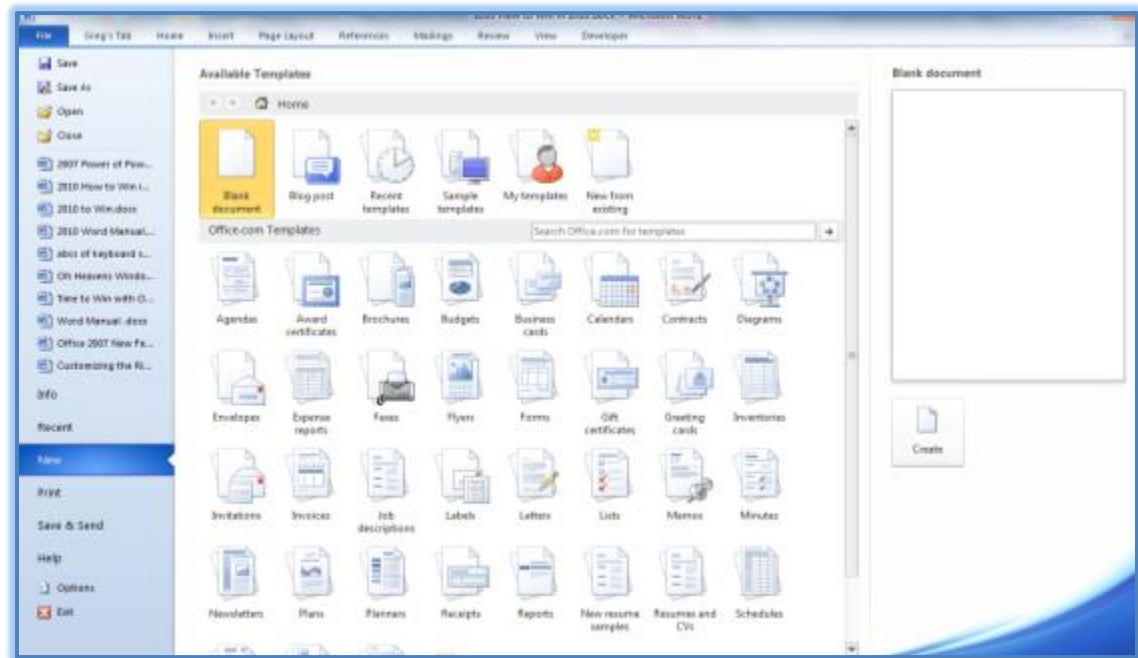 File Greg's Tab Home Insert Page Layout References Mailings Review View Developer
Save
Save As
Open
Close
2007 Power of Pow...
2010 How to Win i...
2010 to Win.docx
2010 Word Manual....
abcs of keyboard s...
Oh Heavens Windo...
Time to Win with O...
Word Manual .docx
Office 2007 New Fe...
Customizing the Ri...
Info
Recent
New
Print
Save & Send
Help
Options
Exit
Available Templates
Home
Blank document
Blog post
Recent templates
Sample templates
My templates
New from existing
Office.com Templates
Search Office.com for templates
Agendas
Award certificates
Brochures
Budgets
Business cards
Calendars
Contracts
Diagrams
Envelopes
Expense reports
Faxes
Flyers
Forms
Gift certificates
Greeting cards
Inventories
Invitations
Invoices
Job descriptions
Labels
Letters
Lists
Memos
Minutes
Newsletters
Plans
Planners
Receipts
Reports
New resume samples
Resumes and CVs
Schedules
Blank document
Create